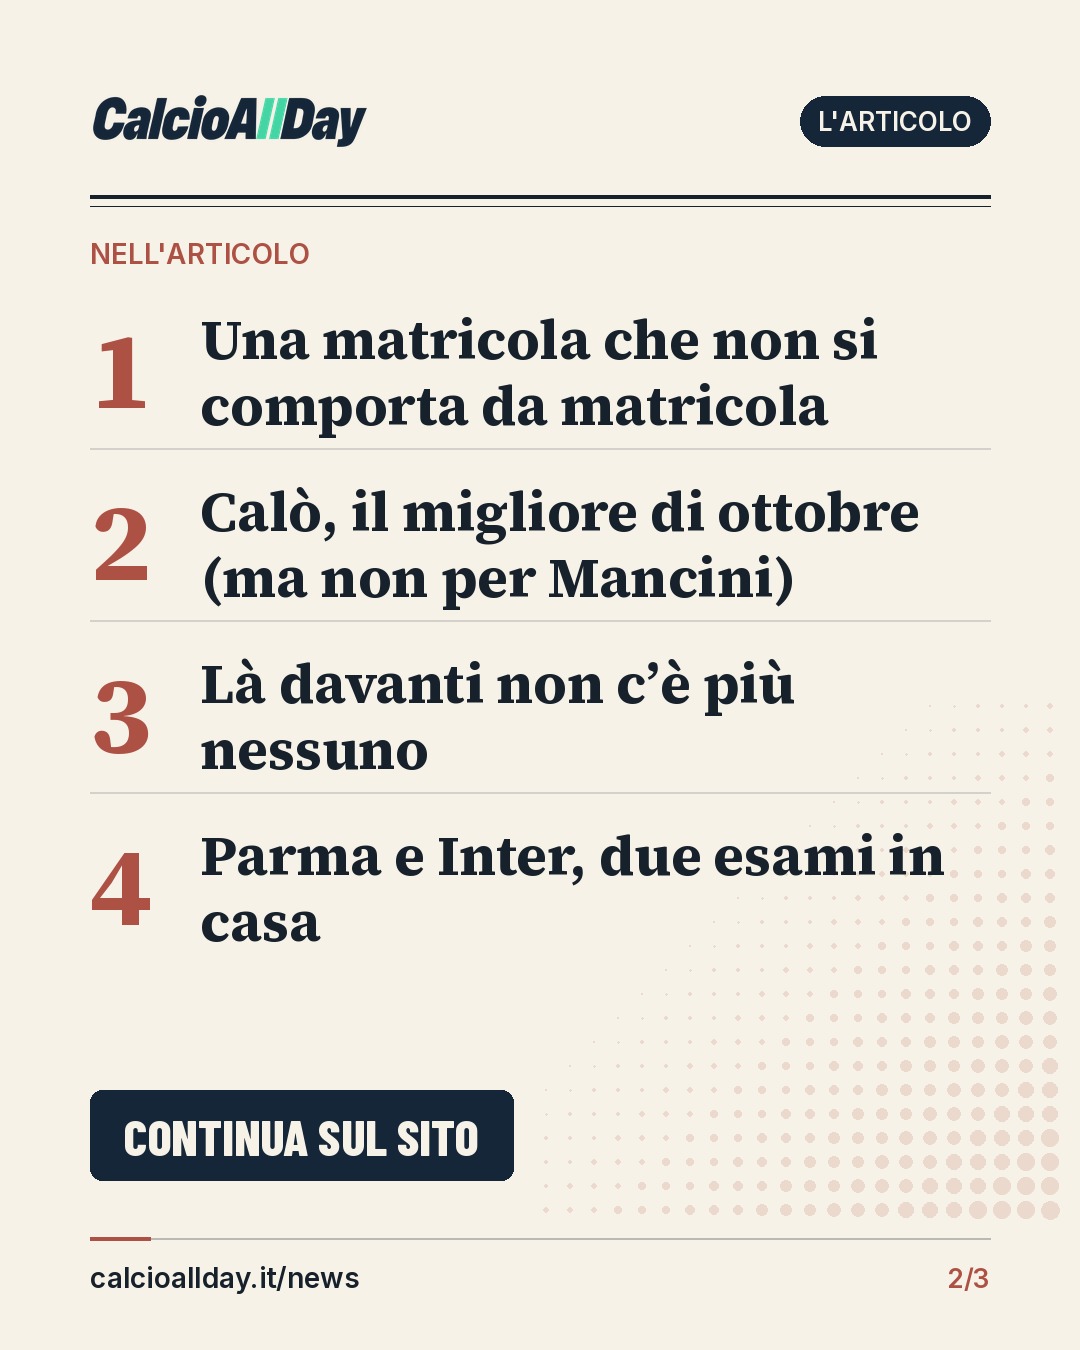 CalcioAllDay
L'ARTICOLO
NELL'ARTICOLO
1
Una matricola che non si
comporta da matricola
2
Calò, il migliore di ottobre
(ma non per Mancini)
3
Là davanti non c’è più
nessuno
4
Parma e Inter, due esami in
casa
CONTINUA SUL SITO
calcioallday.it/news
2/3